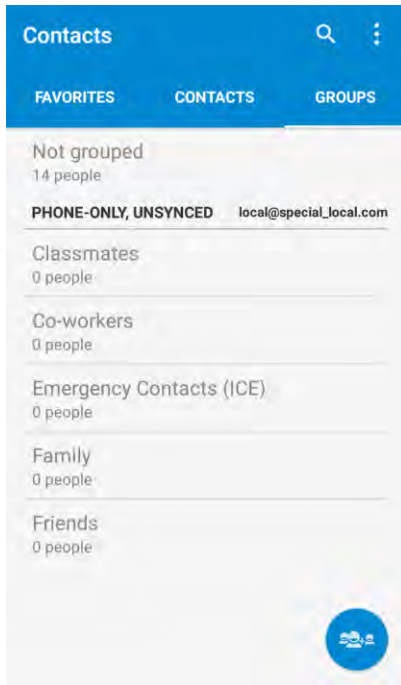 Contacts
FAVORITES CONTACTS GROUPS
Not grouped
14 people
PHONE-ONLY, UNSYNCED local@special_local.com
Classmates
0 people
Co-workers
0 people
Emergency Contacts (ICE)
0 people
Family
0 people
Friends
0 people